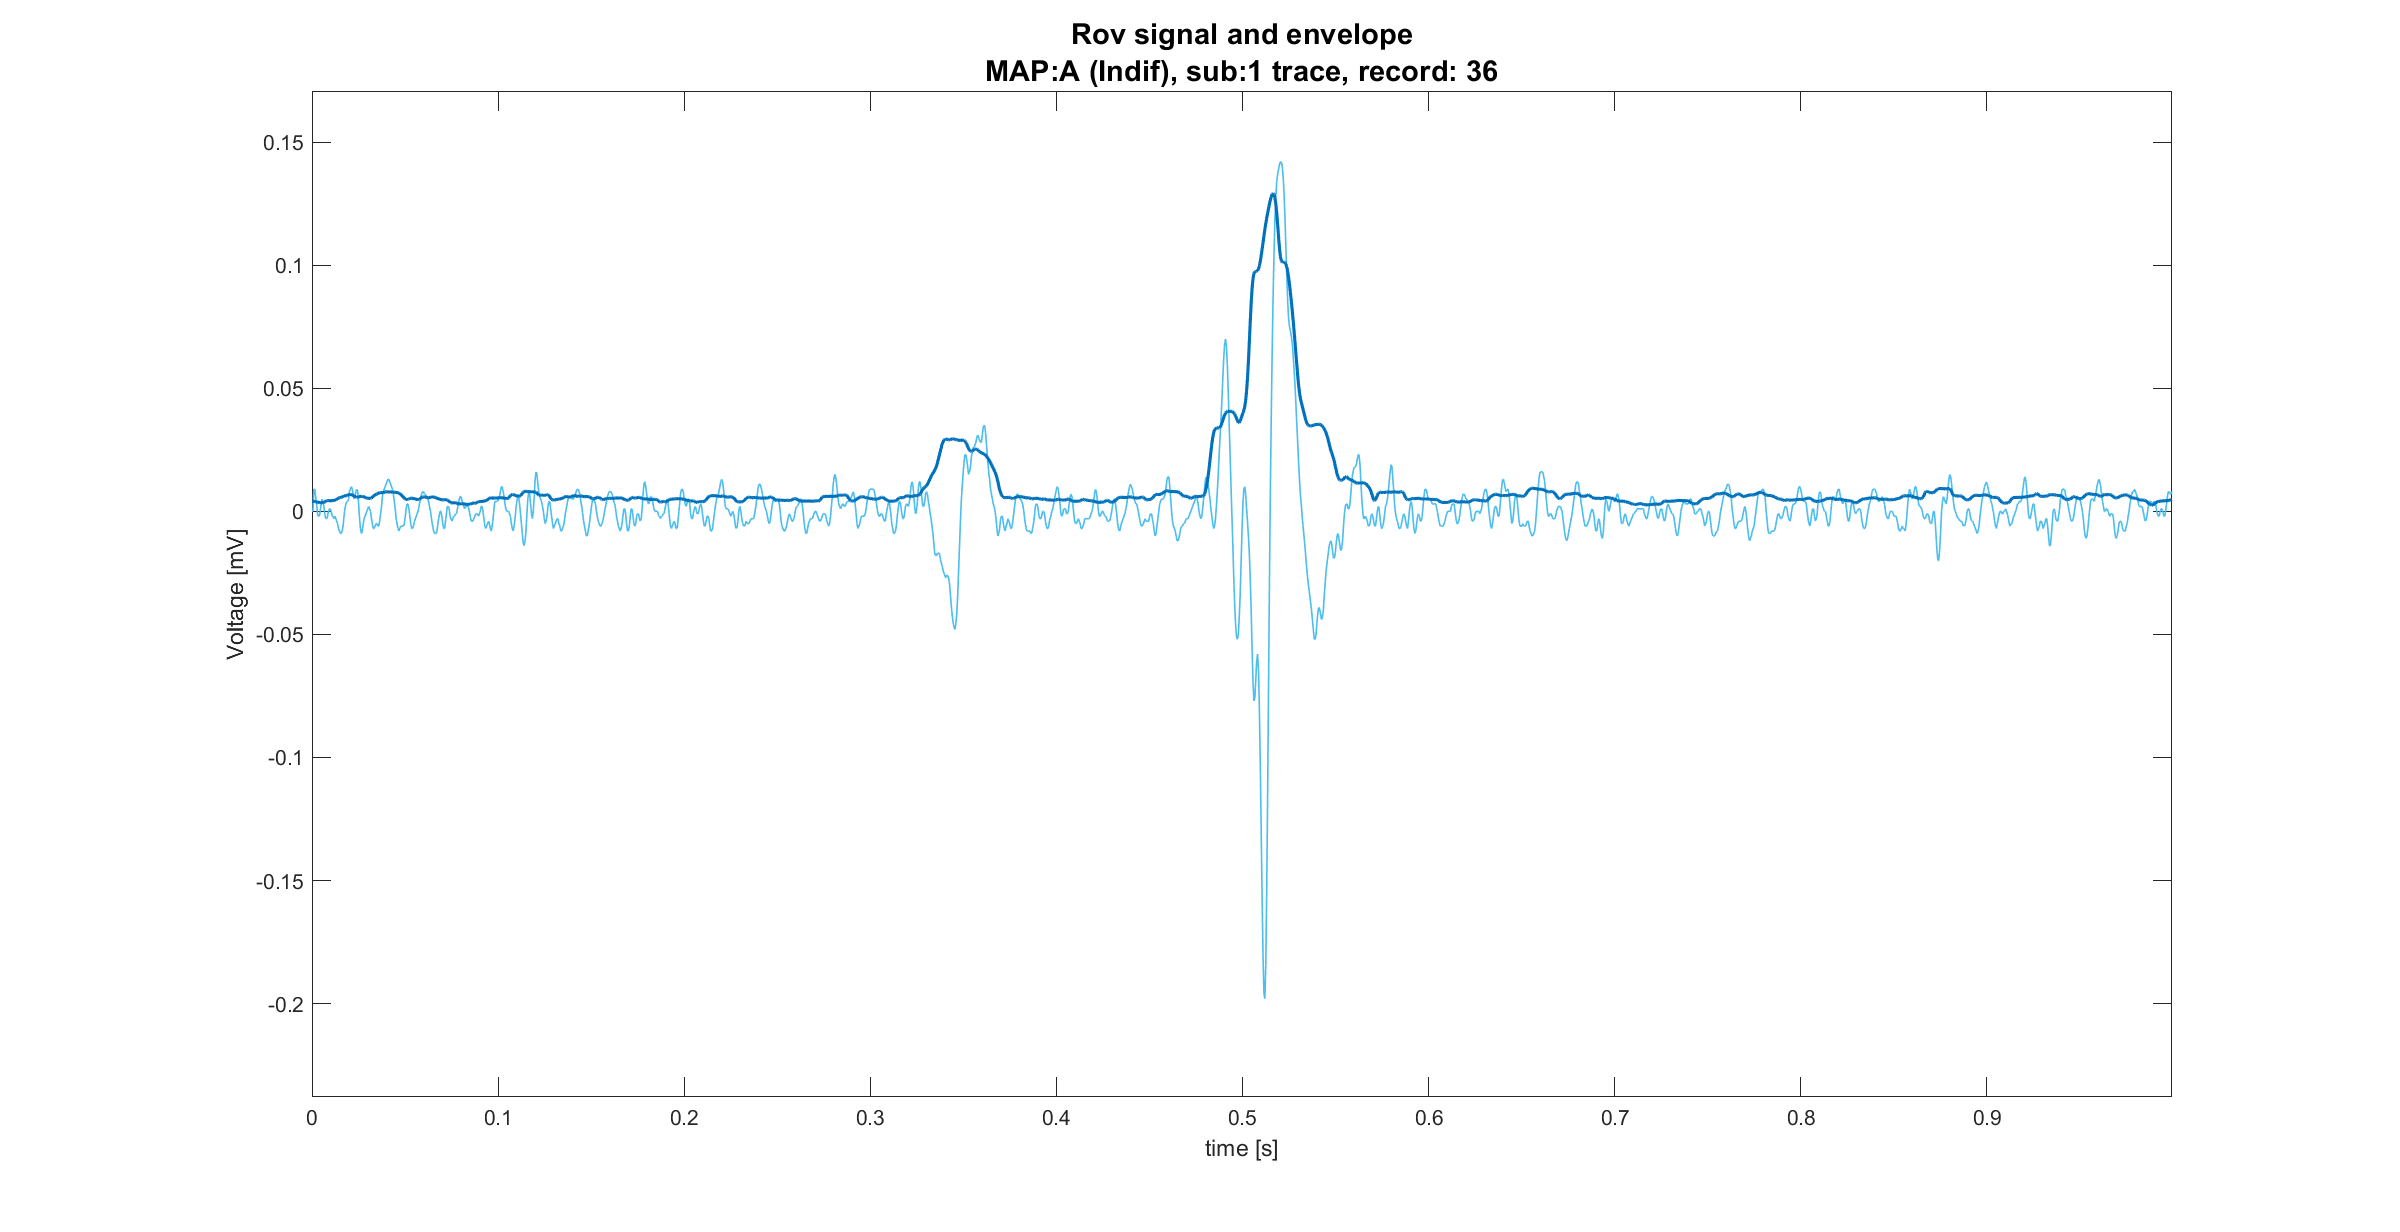 Rov signal and envelope
MAP:A (Indif), sub:1 trace, record: 36
0.15
0.1
0.05
0
-0.05
-0.1
-0.15
-0.2
Voltage [mV]
0 0.1 0.2 0.3 0.4 0.5 0.6 0.7 0.8 0.9
time [s]